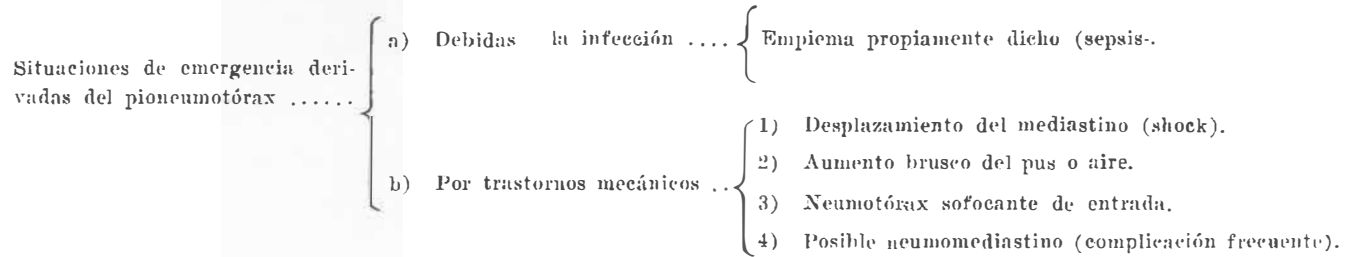 Situaciones de emergencia deri-
vadas del pioneumotórax ......
a) Debidas la infección ....
Empiema propiamente dicho (sepsis-.
b) Por trastornos mecánicos ..
1) Desplazamiento del mediastino (shock).
2) Aumento brusco del pus o aire.
3) Neumotórax sofocante de entrada.
4) Posible neumomediastino (complicación frecuente).